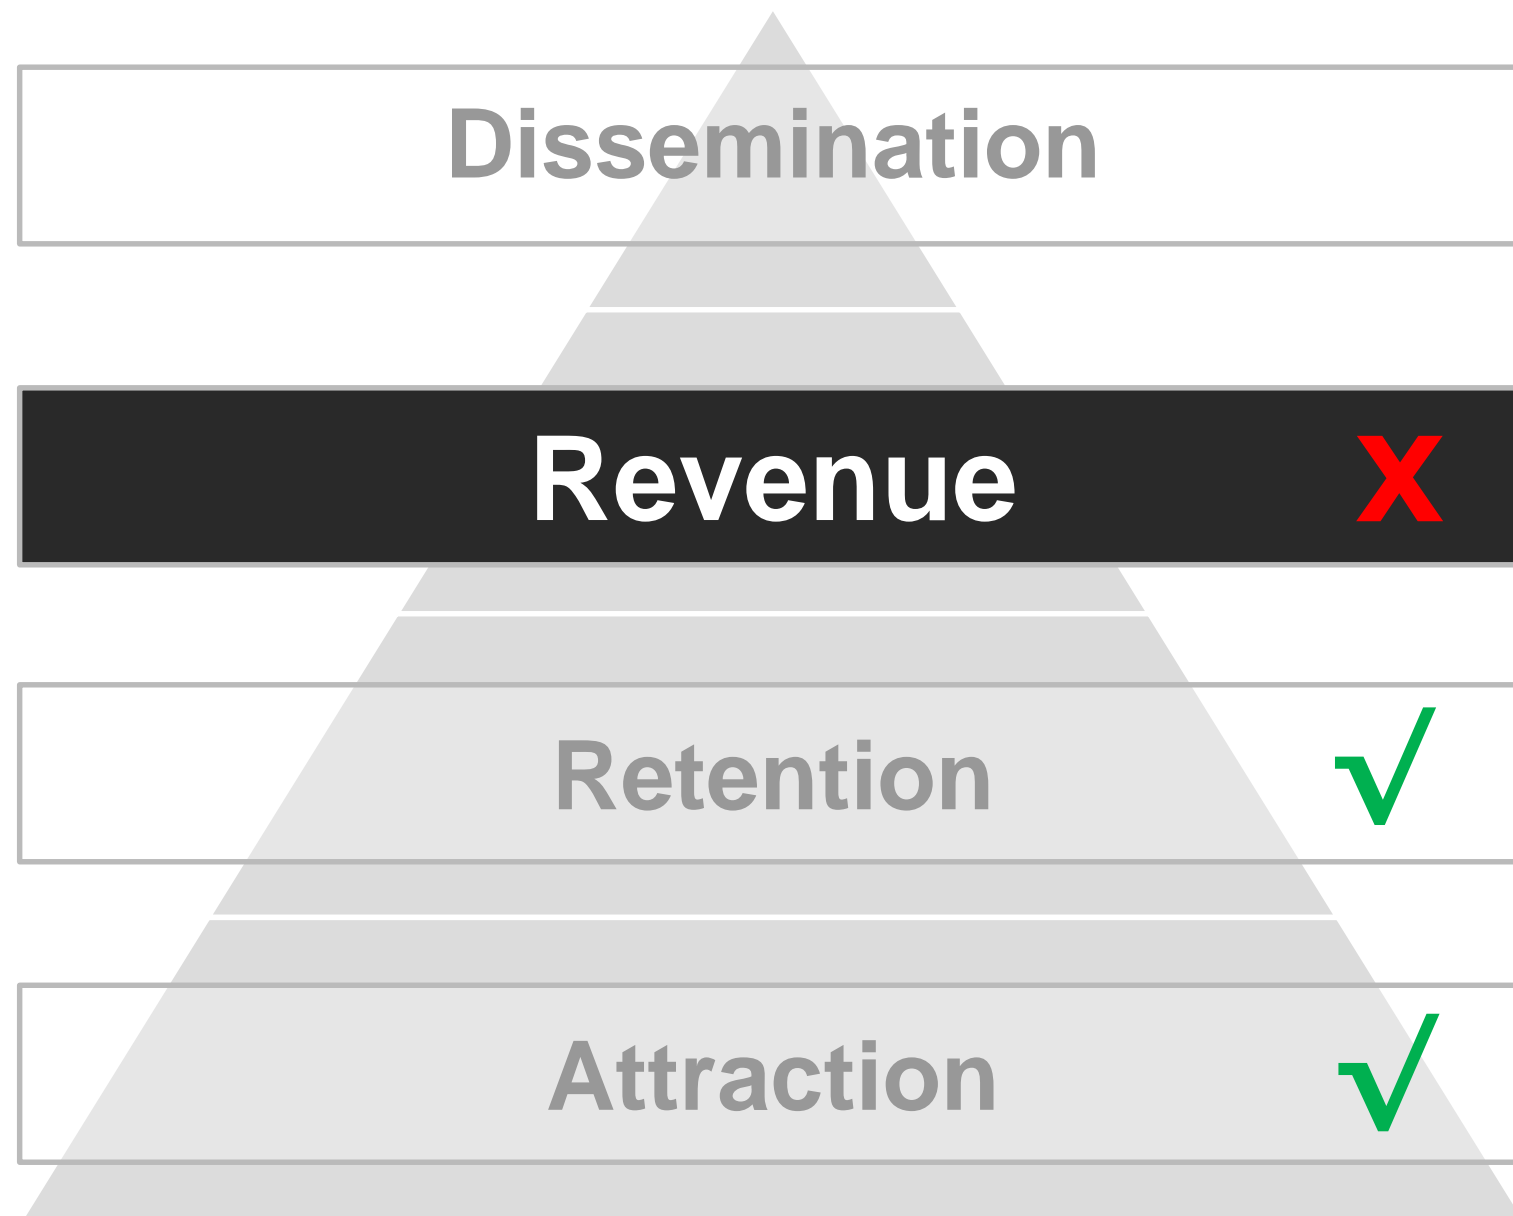 Dissemination
Revenue X
Retention √
Attraction √